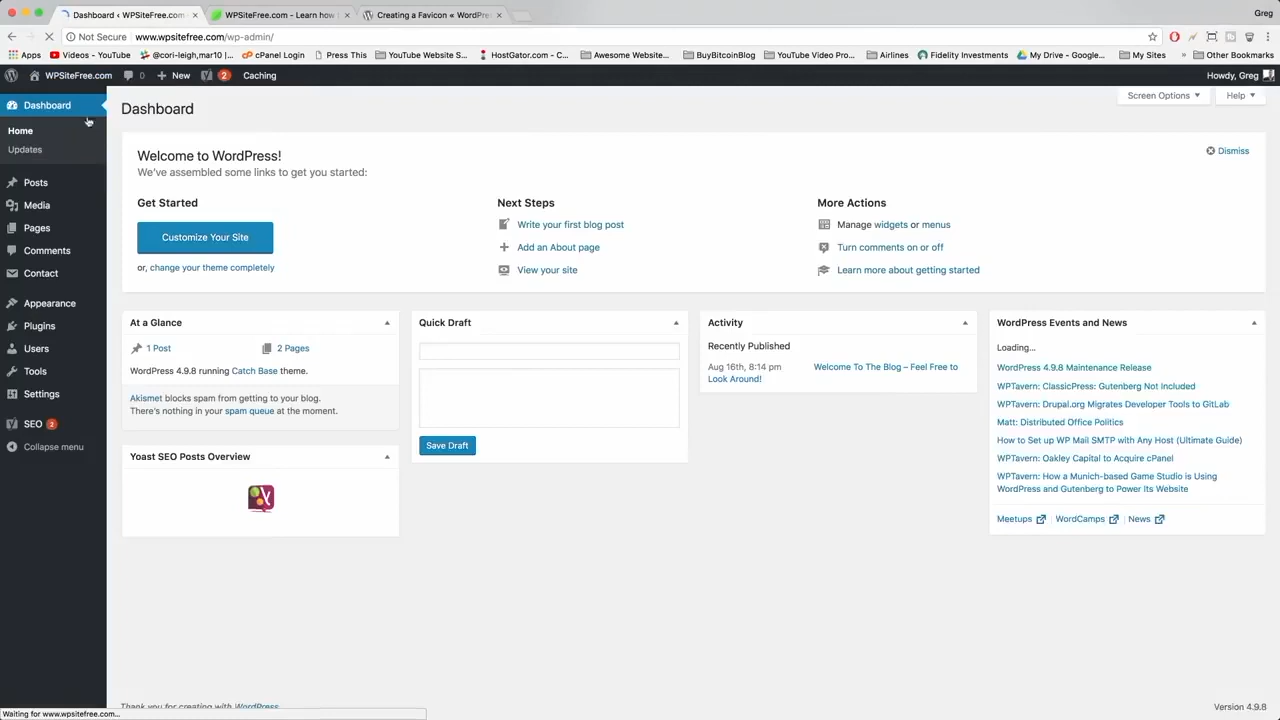 Dashboard ‹ WPSiteFree.com
WPSiteFree.com - Learn how
Creating a Favicon « WordPre
Greg
Not Secure www.wpsitefree.com/wp-admin/
Apps Videos - YouTube @cori-leigh,mar10 |... cPanel Login Press This YouTube Website S... HostGator.com - C... Awesome Website... BuyBitcoinBlog YouTube Video Pro... Airlines Fidelity Investments My Drive - Google... My Sites » Other Bookmarks
WPSiteFree.com 0 + New 2 Caching Howdy, Greg
Dashboard
Home
Updates
Posts
Media
Pages
Comments
Contact
Appearance
Plugins
Users
Tools
Settings
SEO 2
Collapse menu
Dashboard
Screen Options Help
Welcome to WordPress!
We've assembled some links to get you started:
Dismiss
Get Started
Customize Your Site
or, change your theme completely
Next Steps
Write your first blog post
Add an About page
View your site
More Actions
Manage widgets or menus
Turn comments on or off
Learn more about getting started
At a Glance
1 Post 2 Pages
WordPress 4.9.8 running Catch Base theme.
Akismet blocks spam from getting to your blog.
There's nothing in your spam queue at the moment.
Yoast SEO Posts Overview
Quick Draft
Save Draft
Activity
Recently Published
Aug 16th, 8:14 pm Welcome To The Blog – Feel Free to
Look Around!
WordPress Events and News
Loading...
WordPress 4.9.8 Maintenance Release
WPTavern: ClassicPress: Gutenberg Not Included
WPTavern: Drupal.org Migrates Developer Tools to GitLab
Matt: Distributed Office Politics
How to Set up WP Mail SMTP with Any Host (Ultimate Guide)
WPTavern: Oakley Capital to Acquire cPanel
WPTavern: How a Munich-based Game Studio is Using
WordPress and Gutenberg to Power Its Website
Meetups | WordCamps | News
Thank you for creating with WordPress.
Version 4.9.8
Waiting for www.wpsitefree.com...